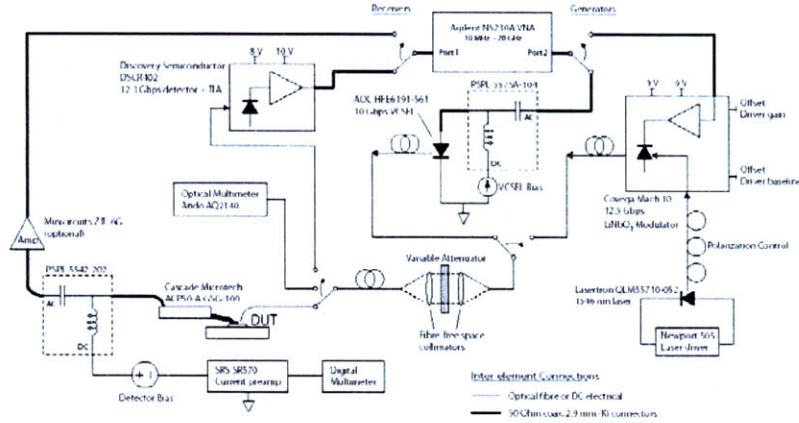 Receivers
Generators
Agilent N5230A VNA
10 MHz - 20 GHz
Port 1
Port 2
8 V
10 V
Discovery Semiconductor
DSCR402
12.3 Gbps detector + TIA
PSPL 5575A-104
AOC HFE6191-561
10 Gbps VCSEL
AC
DC
VCSEL Bias
9 V
9 V
Offset
Driver gain
Offset
Driver baseline
Covega Mach 10
12.5 Gbps
LiNbO3 Modulator
Polarization Control
Optical Multimeter
Ando AQ2140
Minicircuits
(optional)
Amp
PSPL 5542-202
AC
DC
Cascade Microtech
ACP50-A-GSG-100
DUT
Variable Attenuator
Fibre-free space
collimators
Lasertron QLM55710-052
1546 nm laser
Newport 505
Laser driver
Detector Bias
SRS SR570
Current preamp
Digital
Multimeter
Inter-element Connections
Optical fibre or DC electrical
50-Ohm coax, 2.9 mm (K) connectors